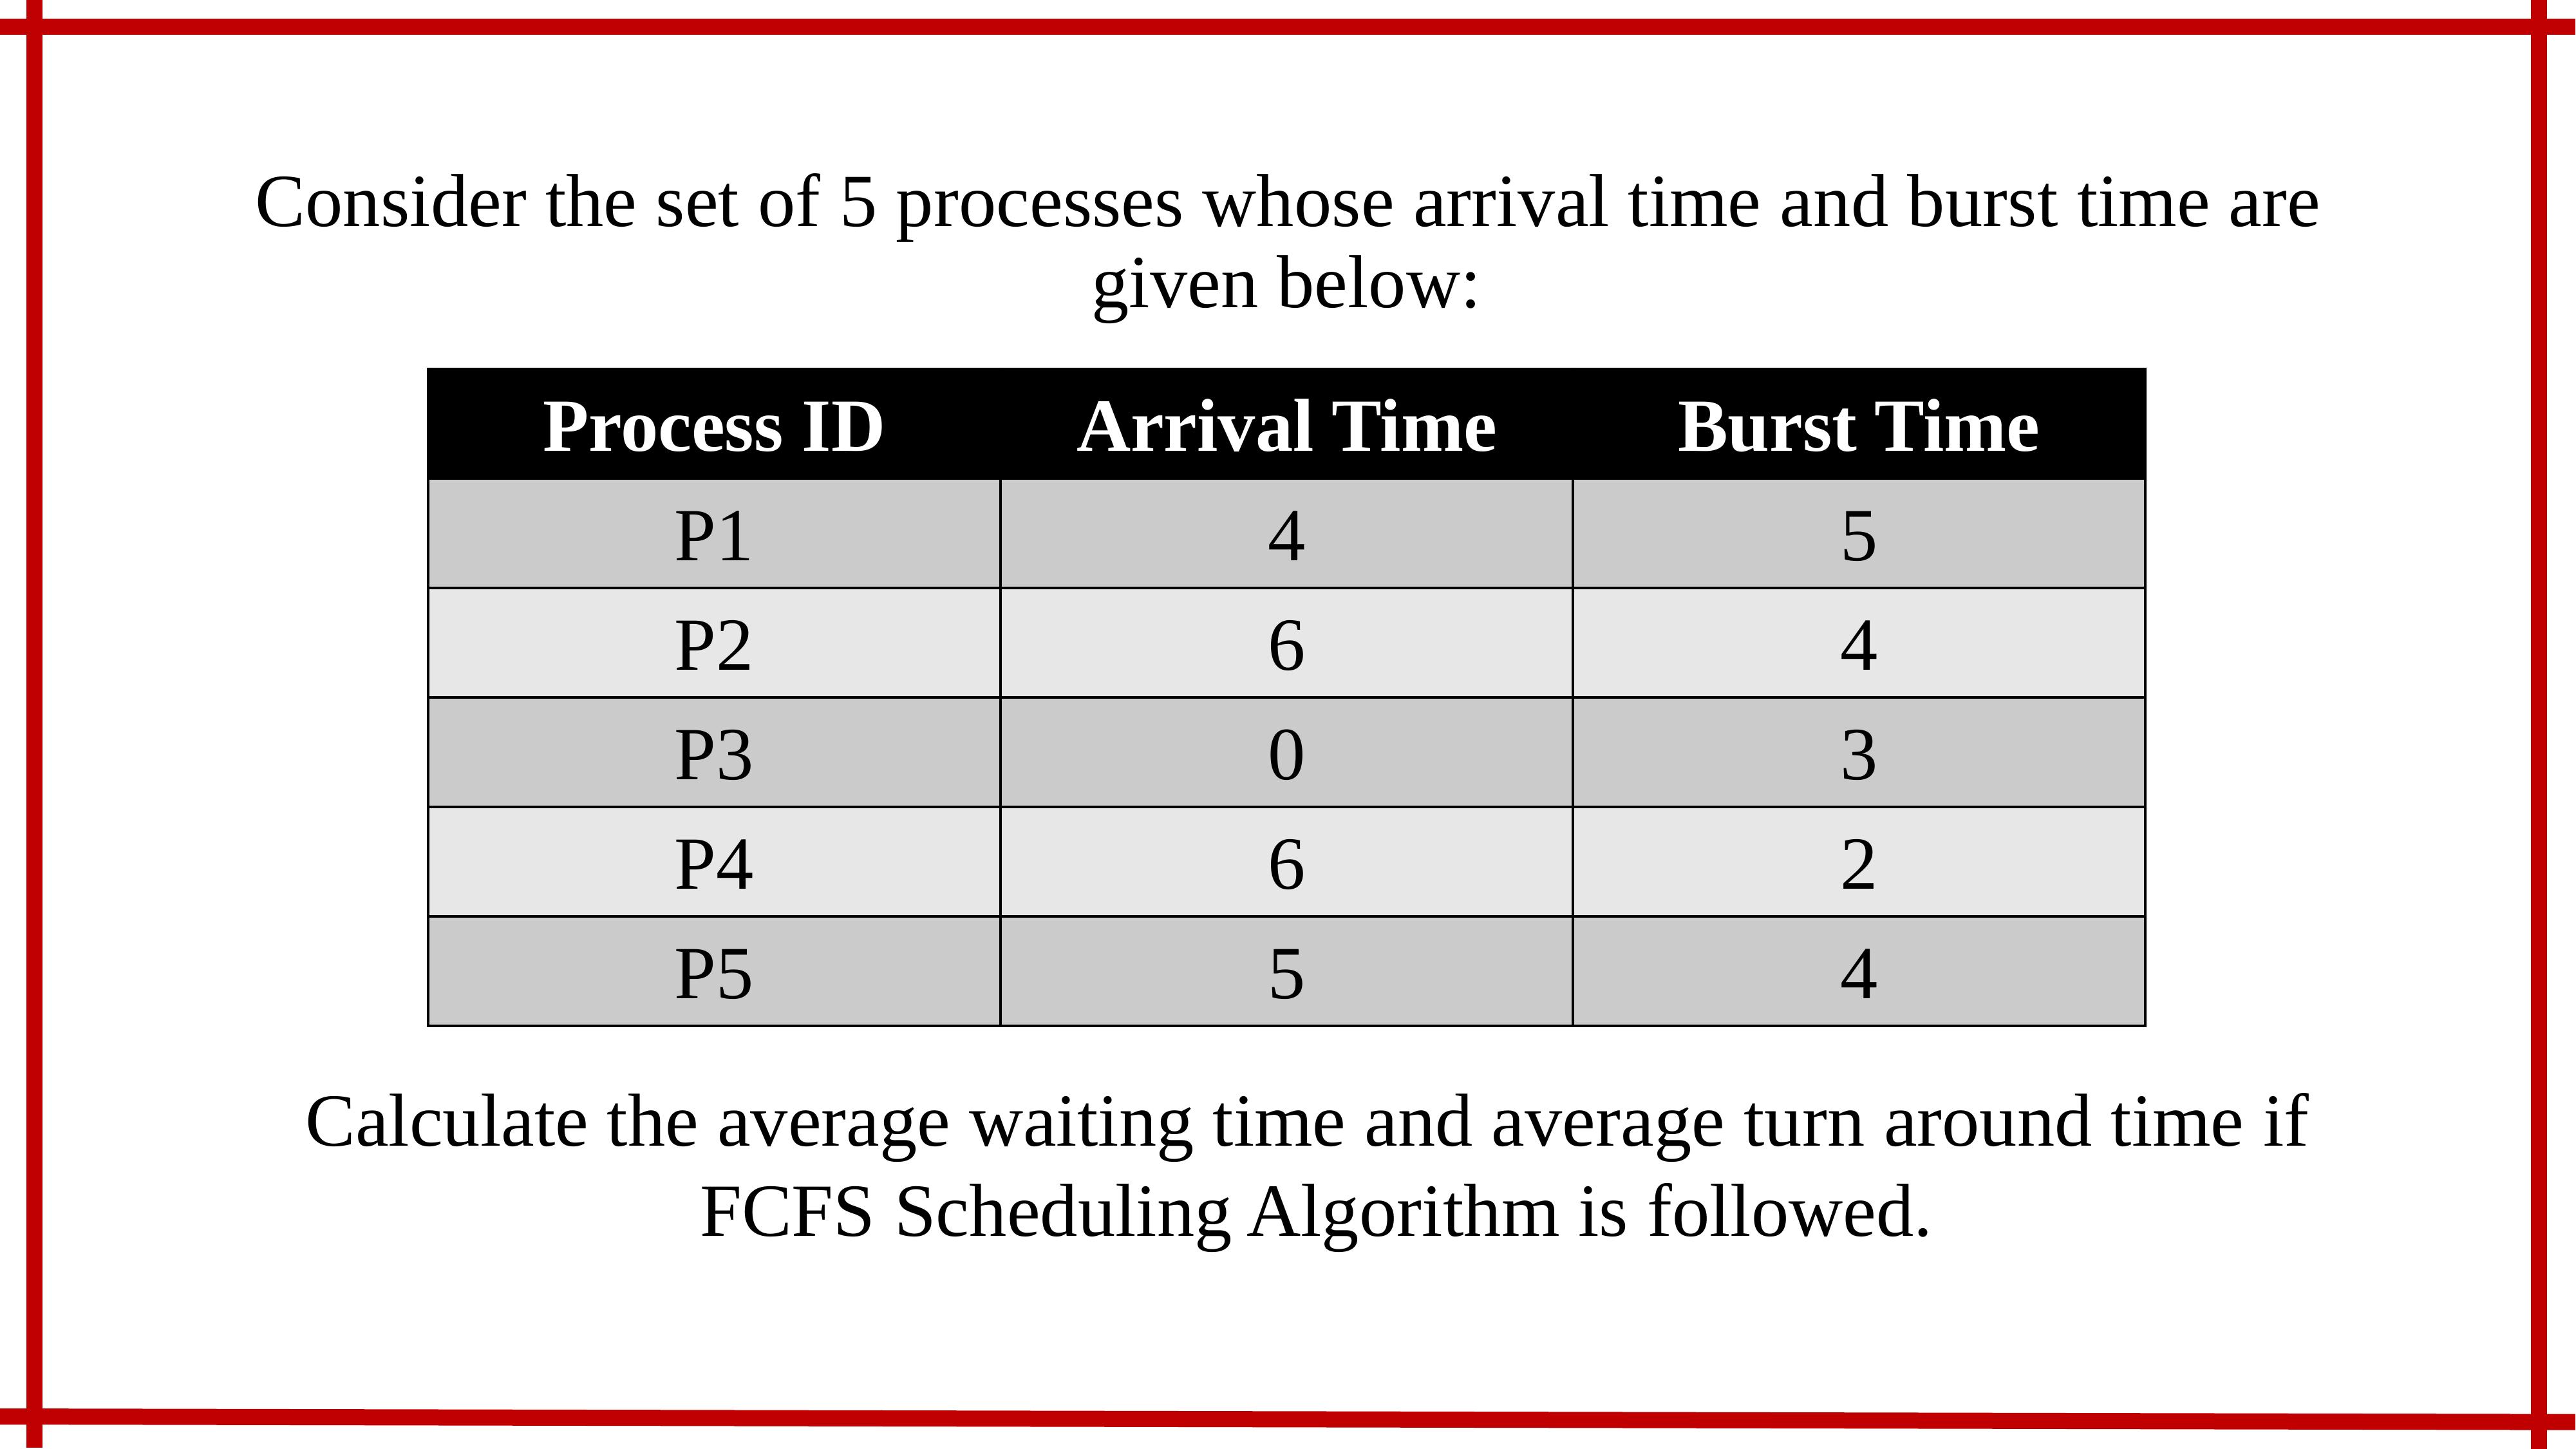 Consider the set of 5 processes whose arrival time and burst time are
given below:
Process ID Arrival Time Burst Time
P1 4 5
P2 6 4
P3 0 3
P4 6 2
P5 5 4
Calculate the average waiting time and average turn around time if
FCFS Scheduling Algorithm is followed.